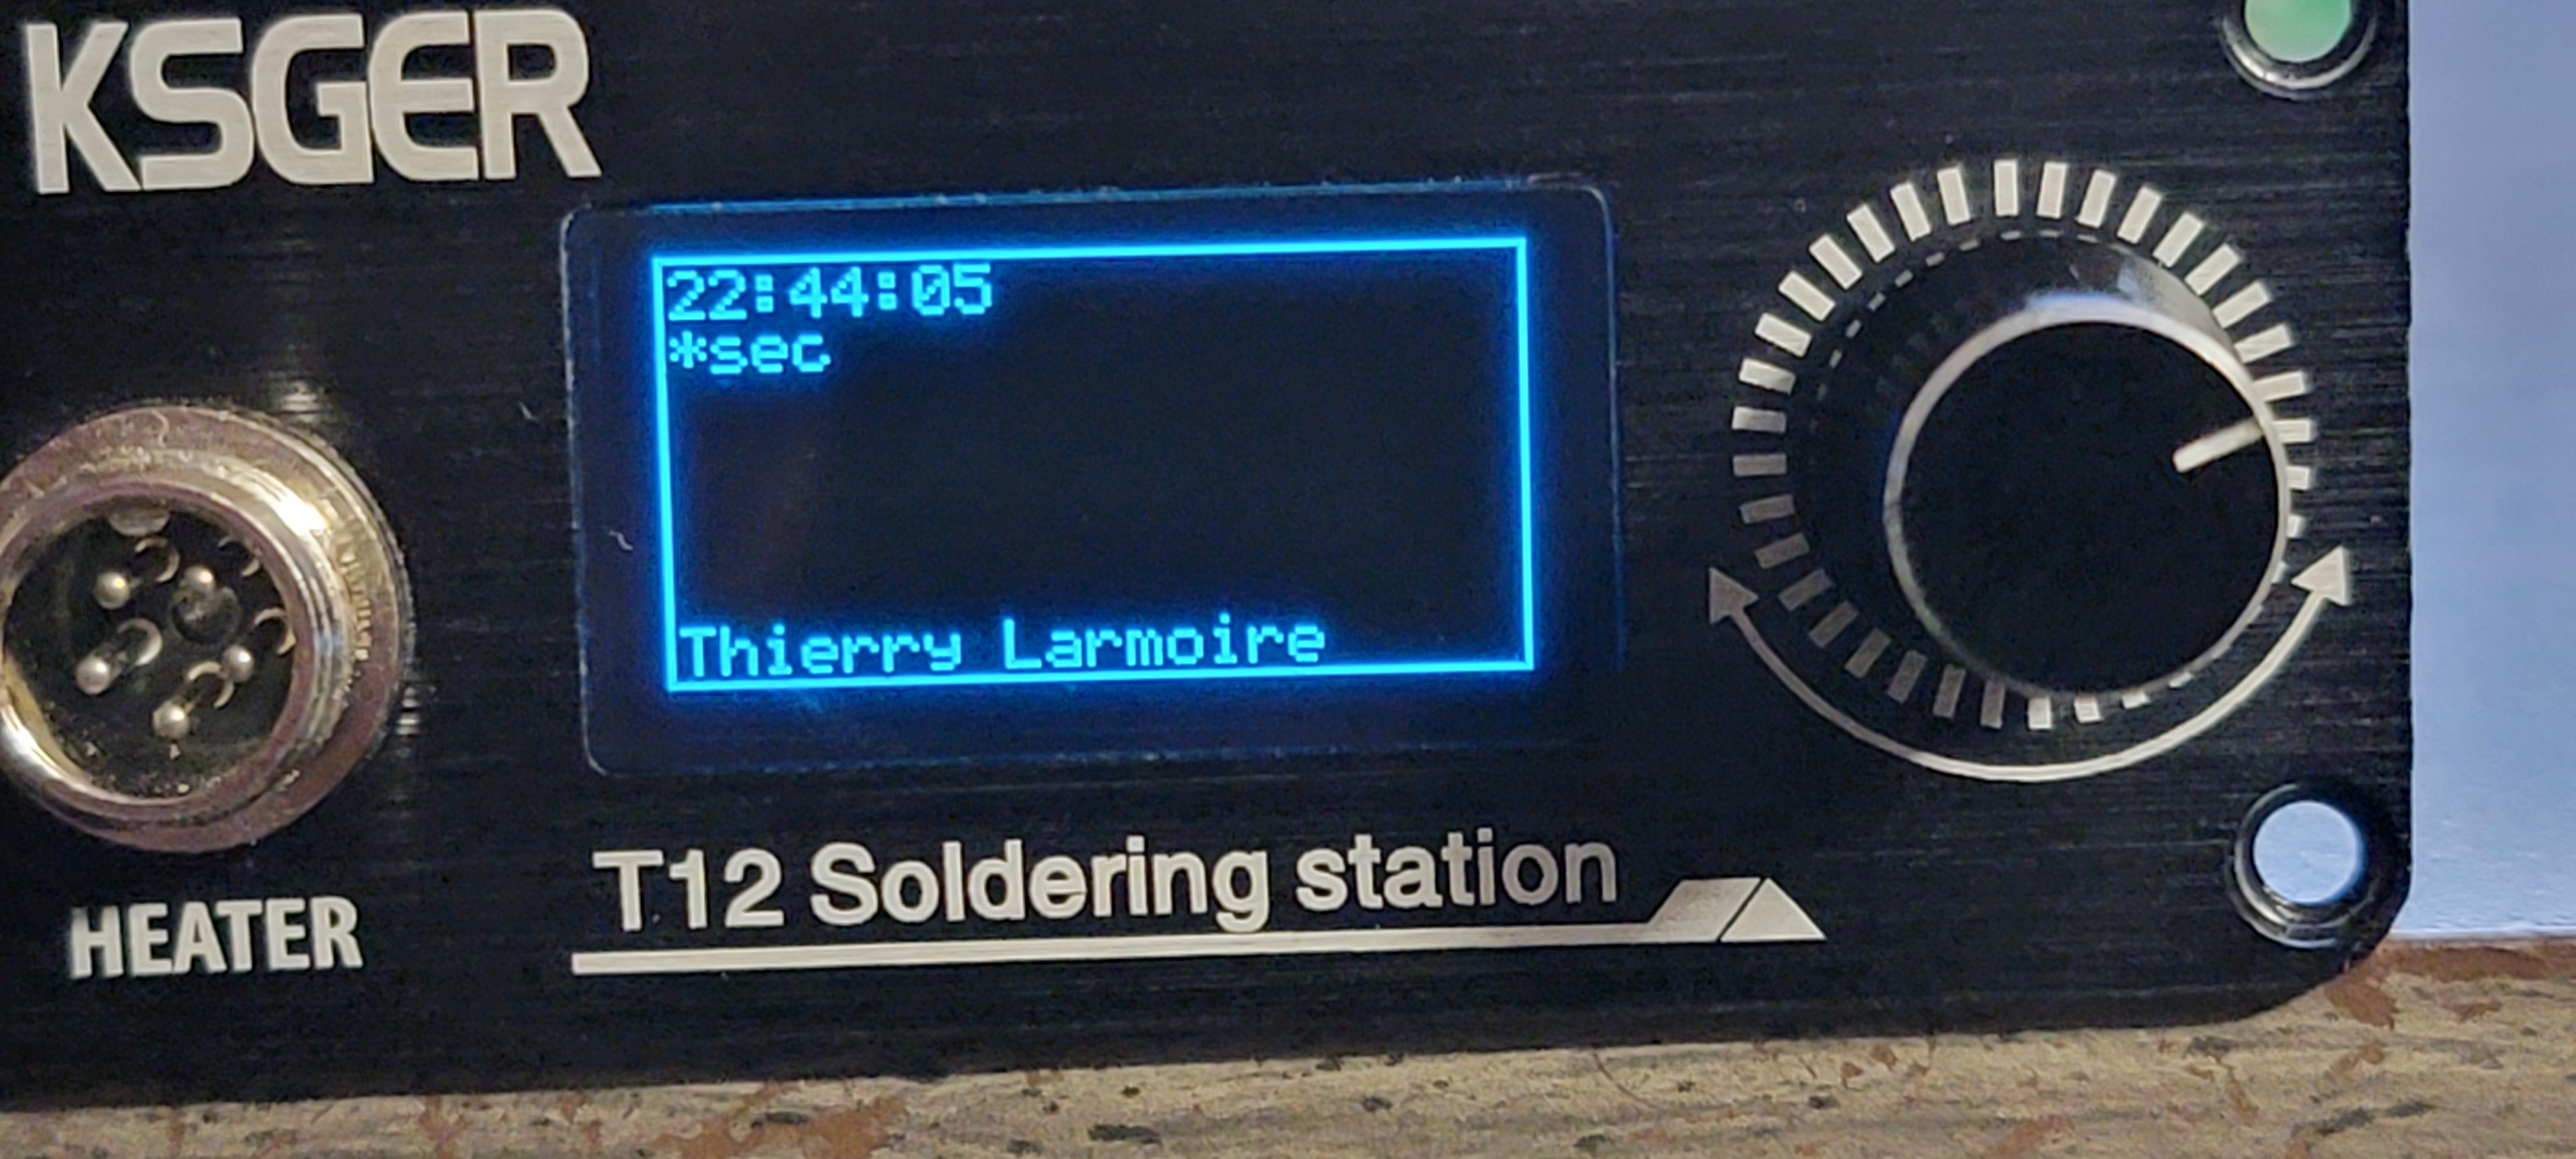 KSGER
22:44:05
*sec
Thierry Larmoire
HEATER
T12 Soldering station